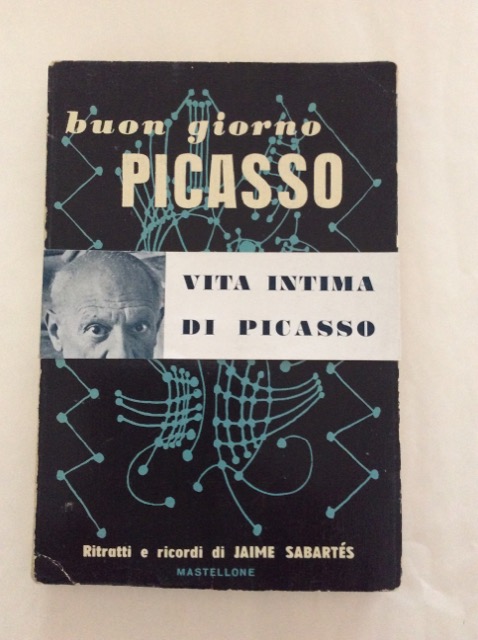 buon giorno
PICASSO
VITA INTIMA
DI PICASSO
Ritratti e ricordi di JAIME SABARTÉS
MASTELLONE